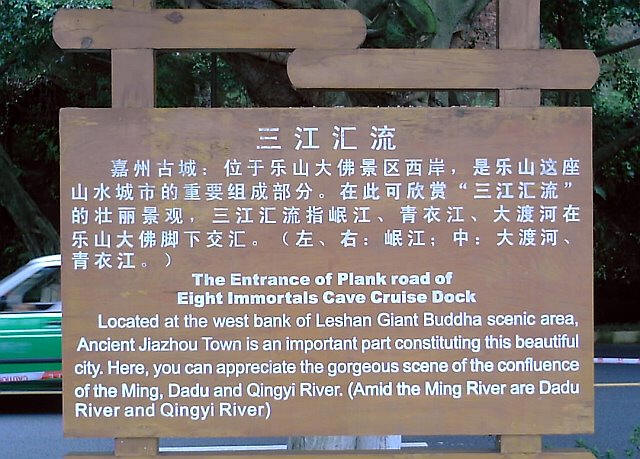 三江汇流
嘉州古城：位于乐山大佛景区西岸，是乐山这座
山水城市的重要组成部分。在此可欣赏“三江汇流”
的壮丽景观，三江汇流指岷江、青衣江、大渡河在
乐山大佛脚下交汇。（左、右：岷江；中：大渡河、
青衣江。）
The Entrance of Plank road of
Eight Immortals Cave Cruise Dock
Located at the west bank of Leshan Giant Buddha scenic area,
Ancient Jiazhou Town is an important part constituting this beautiful
city. Here, you can appreciate the gorgeous scene of the confluence
of the Ming, Dadu and Qingyi River. (Amid the Ming River are Dadu
River and Qingyi River)